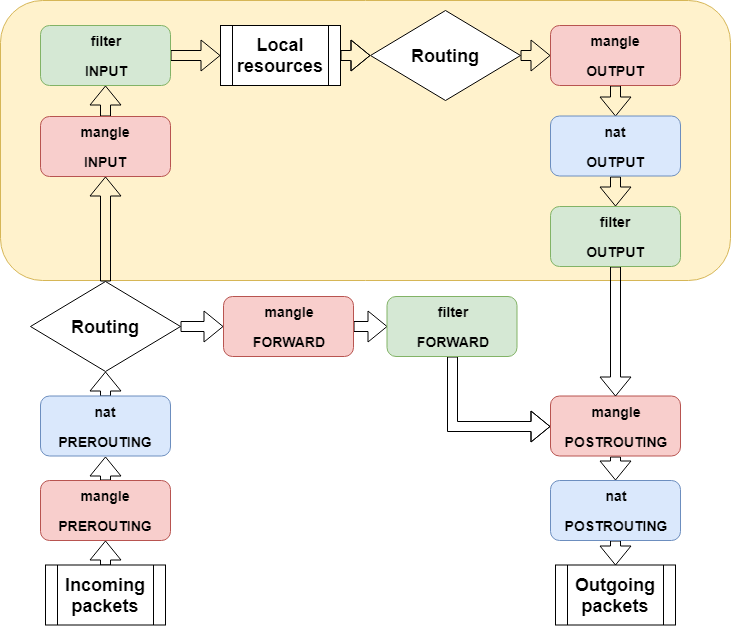 filter
INPUT
Local
resources
Routing
mangle
OUTPUT
mangle
INPUT
nat
OUTPUT
filter
OUTPUT
Routing
mangle
FORWARD
filter
FORWARD
nat
PREROUTING
mangle
POSTROUTING
mangle
PREROUTING
nat
POSTROUTING
Incoming
packets
Outgoing
packets